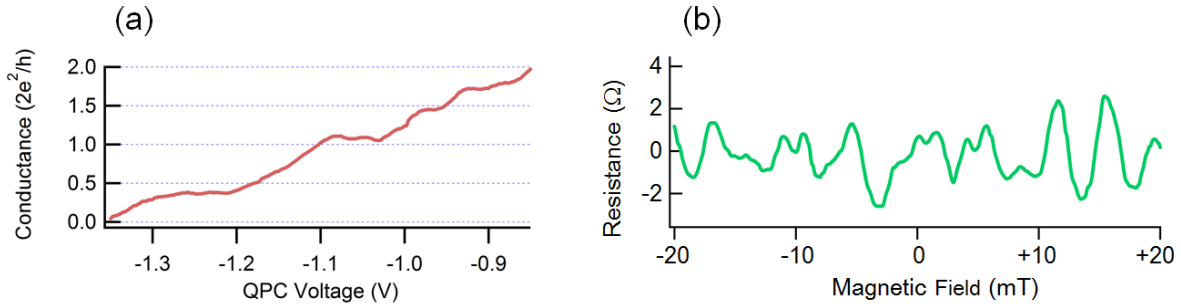 (a)
Conductance (2e²/h)
2.0
1.5
1.0
0.5
0.0
-1.3 -1.2 -1.1 -1.0 -0.9
QPC Voltage (V)
(b)
Resistance (Ω)
4
2
0
-2
-20 -10 0 +10 +20
Magnetic Field (mT)